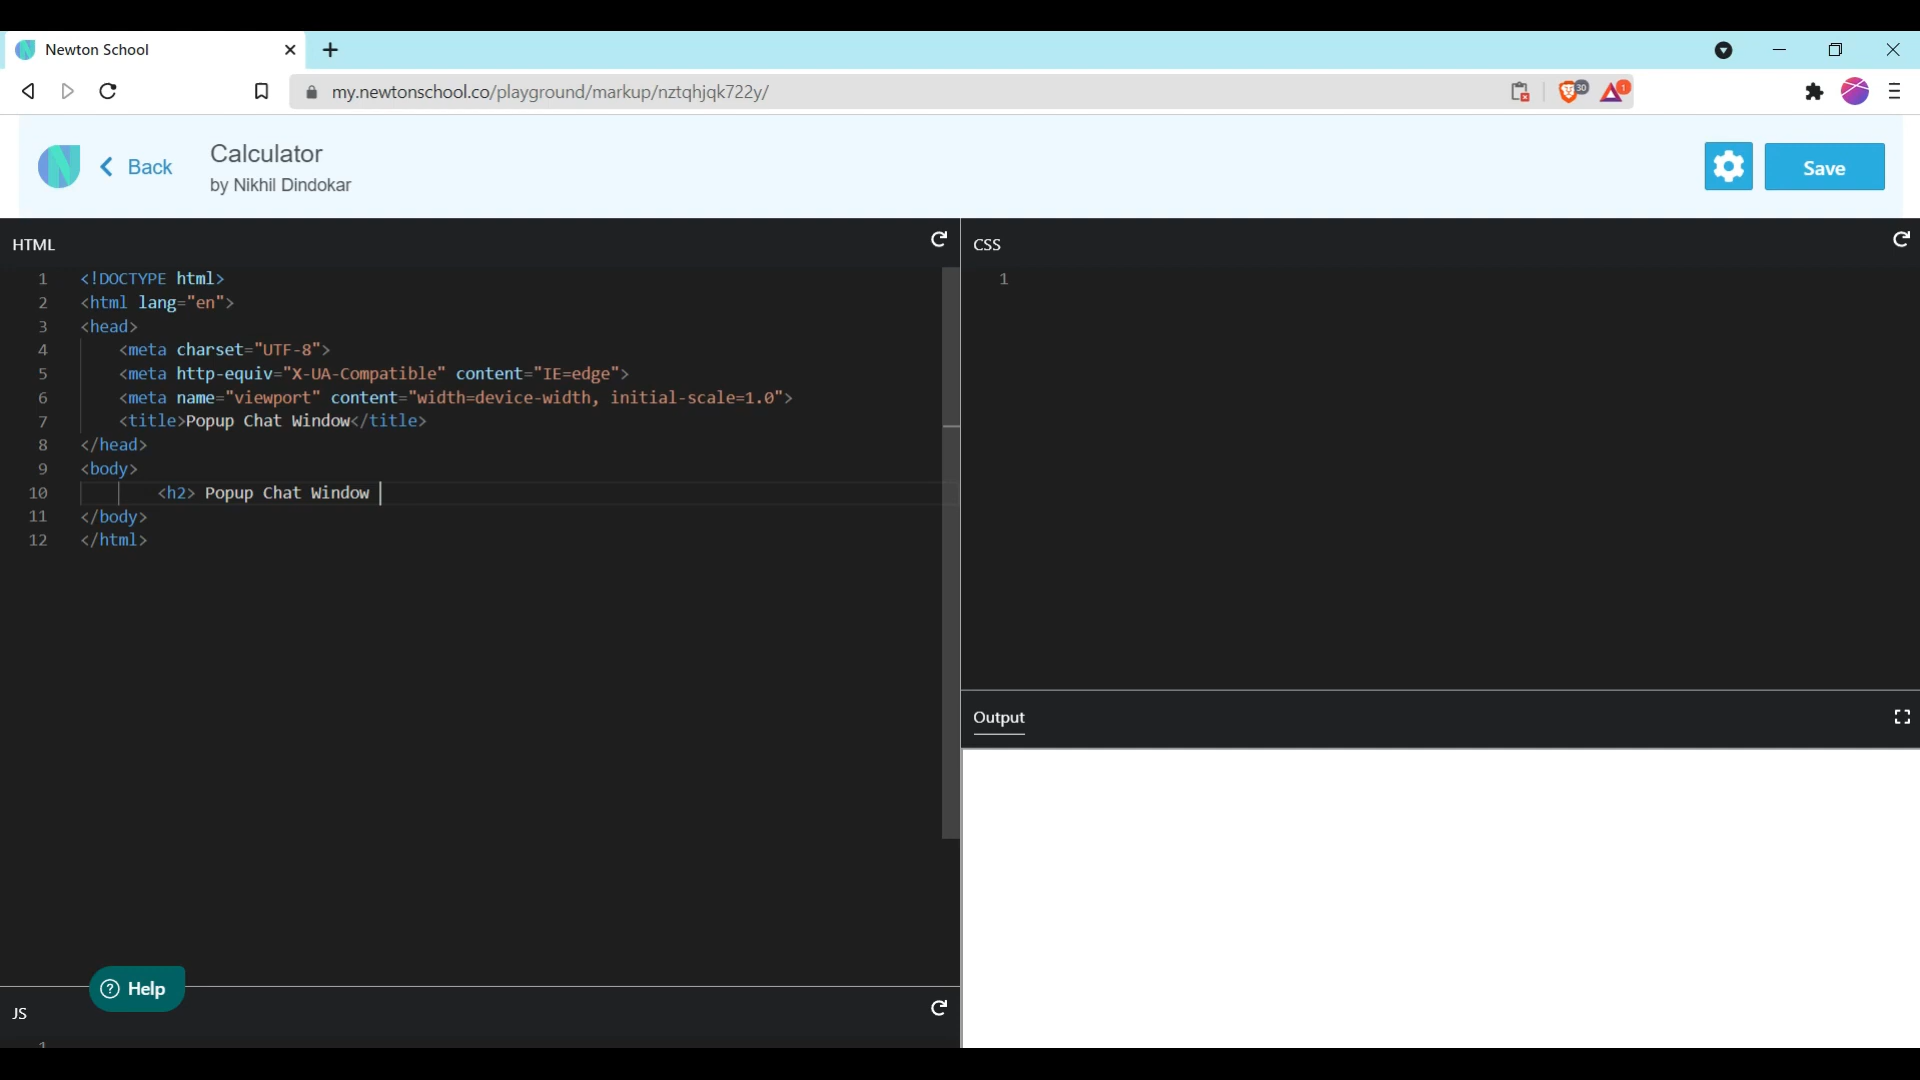 Newton School
my.newtonschool.co/playground/markup/nztqhjqk722y/
30
1
Back
Calculator
by Nikhil Dindokar
Save
HTML
1 <!DOCTYPE html>
2 <html lang="en">
3 <head>
4 <meta charset="UTF-8">
5 <meta http-equiv="X-UA-Compatible" content="IE=edge">
6 <meta name="viewport" content="width=device-width, initial-scale=1.0">
7 <title>Popup Chat Window</title>
8 </head>
9 <body>
10 <h2> Popup Chat Window
11 </body>
12 </html>
CSS
1
Output
Help
JS
1